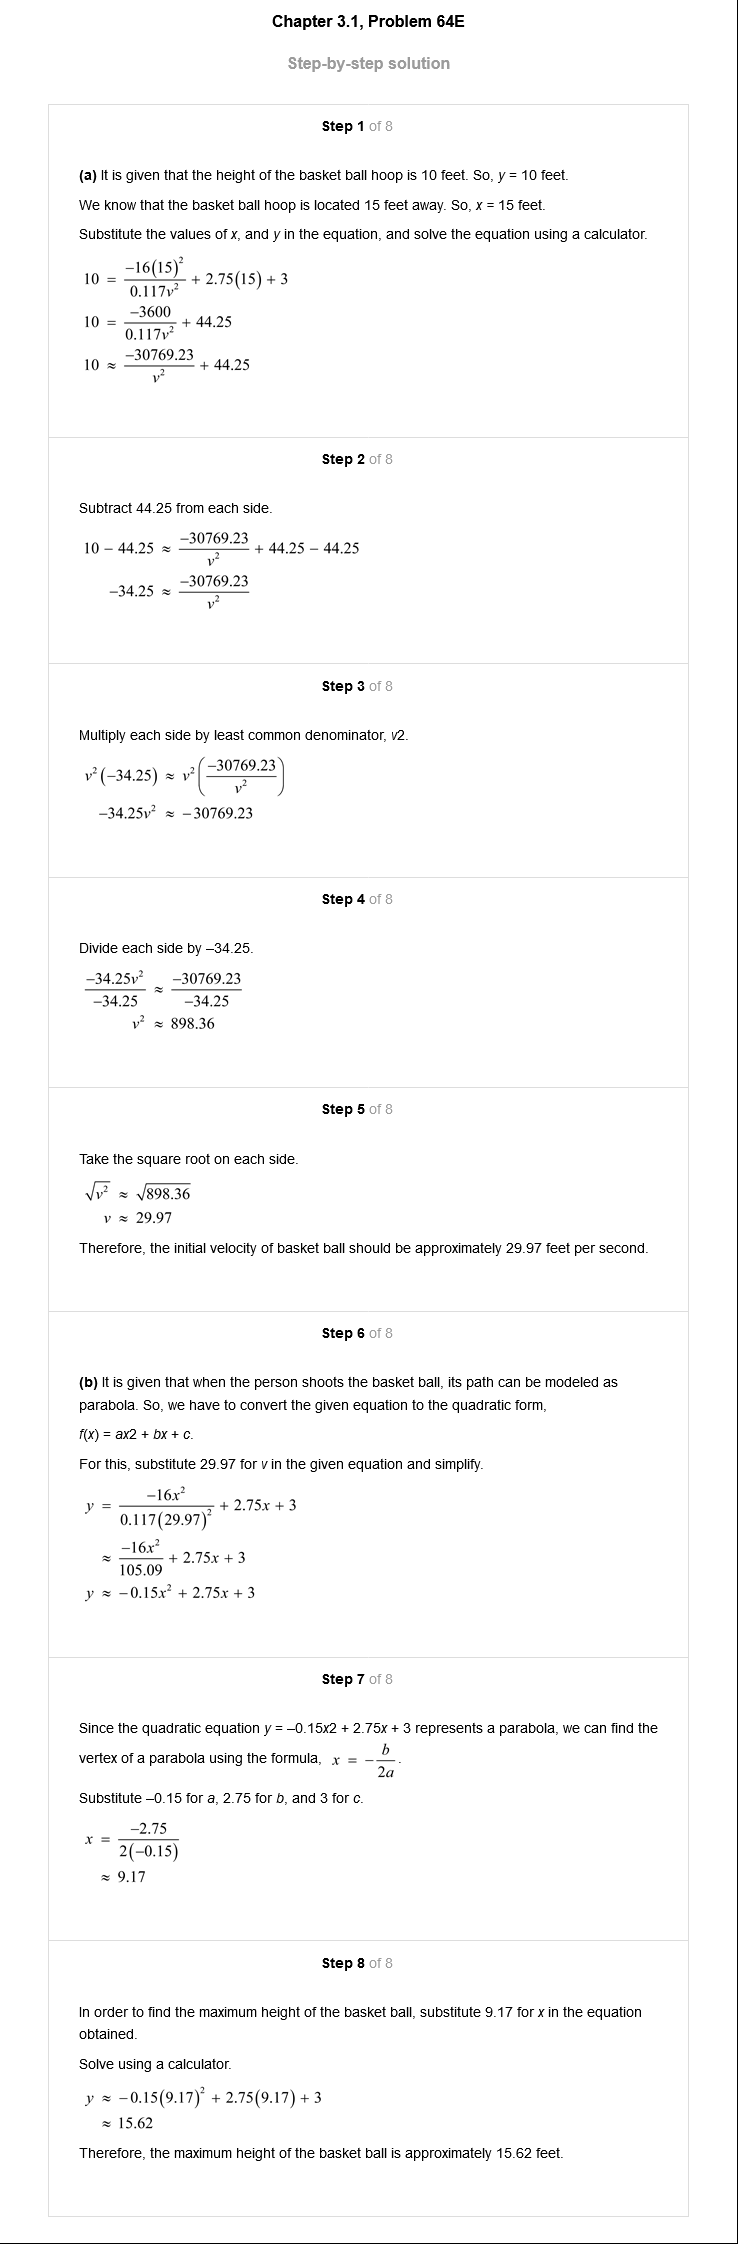 Chapter 3.1, Problem 64E
Step-by-step solution
Step 1 of 8
(a) It is given that the height of the basket ball hoop is 10 feet. So, y = 10 feet.
We know that the basket ball hoop is located 15 feet away. So, x = 15 feet.
Substitute the values of x, and y in the equation, and solve the equation using a calculator.
10 = \frac{-16(15)^2}{0.117v^2} + 2.75(15) + 3
10 = \frac{-3600}{0.117v^2} + 44.25
10 ≈ \frac{-30769.23}{v^2} + 44.25
Step 2 of 8
Subtract 44.25 from each side.
10 − 44.25 ≈ \frac{-30769.23}{v^2} + 44.25 − 44.25
−34.25 ≈ \frac{-30769.23}{v^2}
Step 3 of 8
Multiply each side by least common denominator, v2.
v^2(−34.25) ≈ v^2(\frac{-30769.23}{v^2})
−34.25v^2 ≈ −30769.23
Step 4 of 8
Divide each side by –34.25.
\frac{-34.25v^2}{-34.25} ≈ \frac{-30769.23}{-34.25}
v^2 ≈ 898.36
Step 5 of 8
Take the square root on each side.
\sqrt{v^2} ≈ \sqrt{898.36}
v ≈ 29.97
Therefore, the initial velocity of basket ball should be approximately 29.97 feet per second.
Step 6 of 8
(b) It is given that when the person shoots the basket ball, its path can be modeled as
parabola. So, we have to convert the given equation to the quadratic form,
f(x) = ax2 + bx + c.
For this, substitute 29.97 for v in the given equation and simplify.
y = \frac{-16x^2}{0.117(29.97)^2} + 2.75x + 3
≈ \frac{-16x^2}{105.09} + 2.75x + 3
y ≈ −0.15x^2 + 2.75x + 3
Step 7 of 8
Since the quadratic equation y = –0.15x2 + 2.75x + 3 represents a parabola, we can find the
vertex of a parabola using the formula, x = −\frac{b}{2a}.
Substitute –0.15 for a, 2.75 for b, and 3 for c.
x = \frac{-2.75}{2(-0.15)}
≈ 9.17
Step 8 of 8
In order to find the maximum height of the basket ball, substitute 9.17 for x in the equation
obtained.
Solve using a calculator.
y ≈ −0.15(9.17)^2 + 2.75(9.17) + 3
≈ 15.62
Therefore, the maximum height of the basket ball is approximately 15.62 feet.